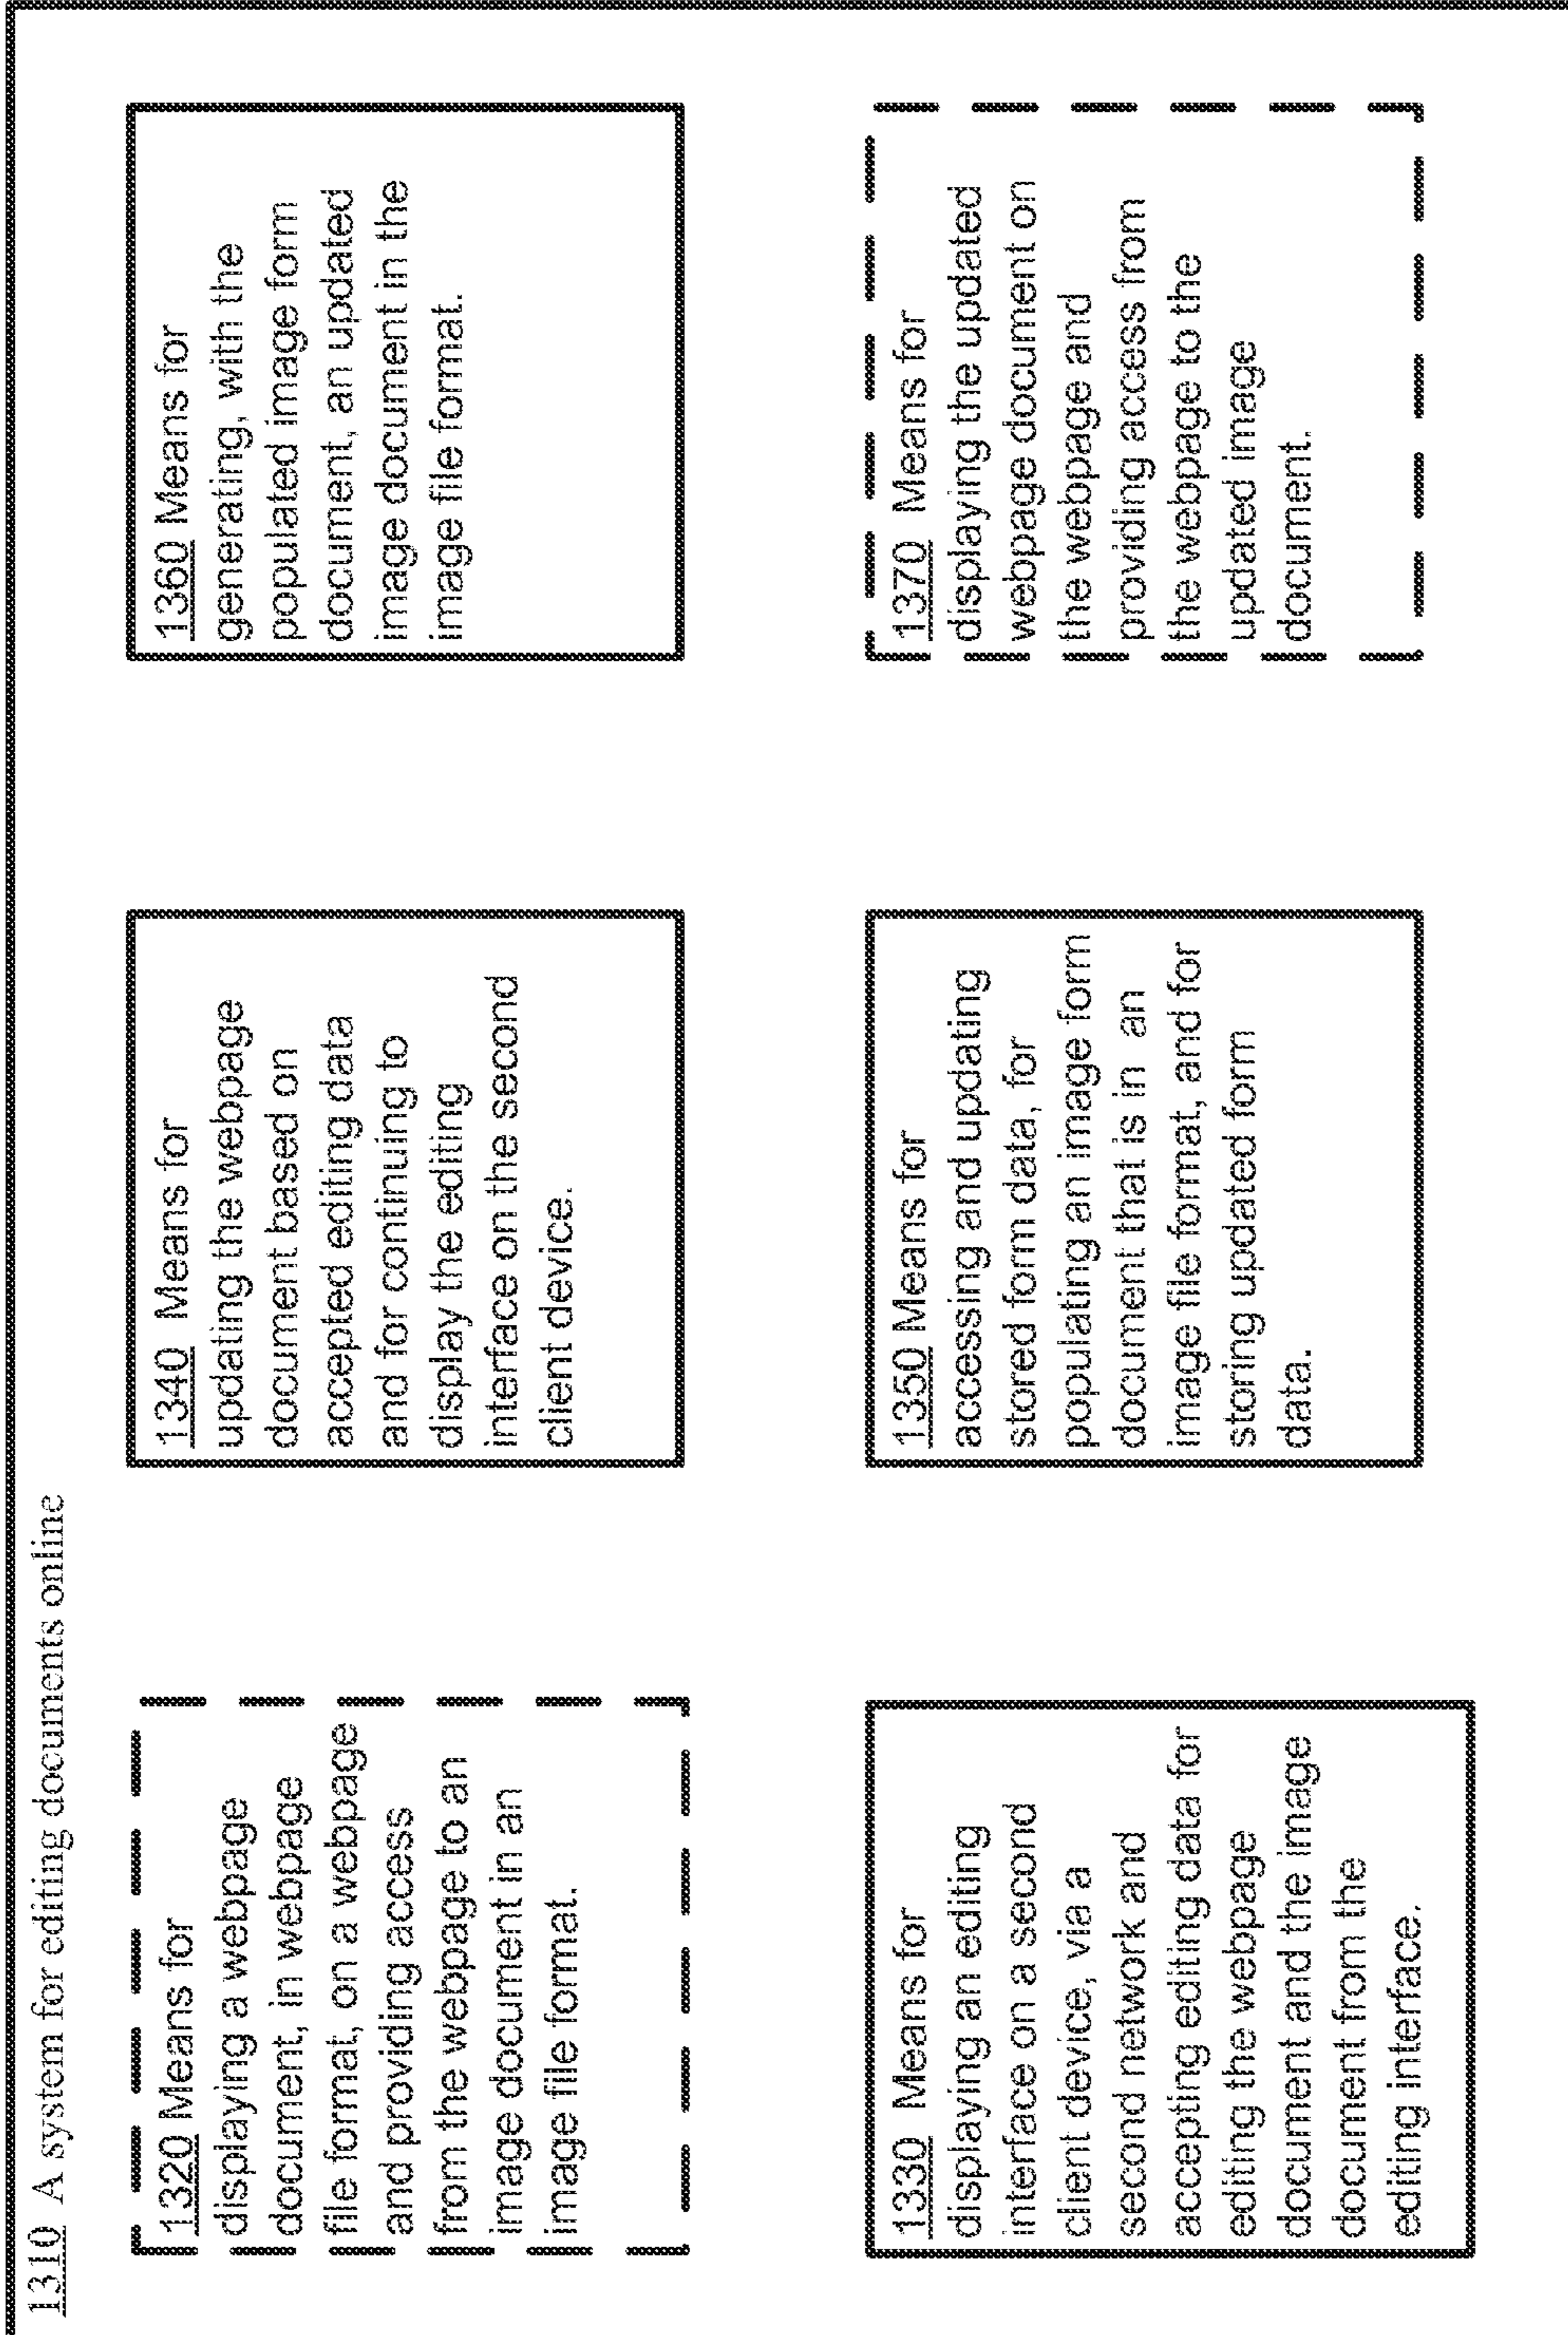 1310 A system for editing documents online
1320 Means for
displaying a webpage
document, in webpage
file format, on a webpage
and providing access
from the webpage to an
image document in an
image file format.
1330 Means for
displaying an editing
interface on a second
client device, via a
second network and
accepting editing data for
editing the webpage
document and the image
document from the
editing interface.
1340 Means for
updating the webpage
document based on
accepted editing data
and for continuing to
display the editing
interface on the second
client device.
1350 Means for
accessing and updating
stored form data, for
populating an image form
document that is in an
image file format, and for
storing updated form
data.
1360 Means for
generating, with the
populated image form
document, an updated
image document in the
image file format.
1370 Means for
displaying the updated
webpage document on
the webpage and
providing access from
the webpage to the
updated image
document.